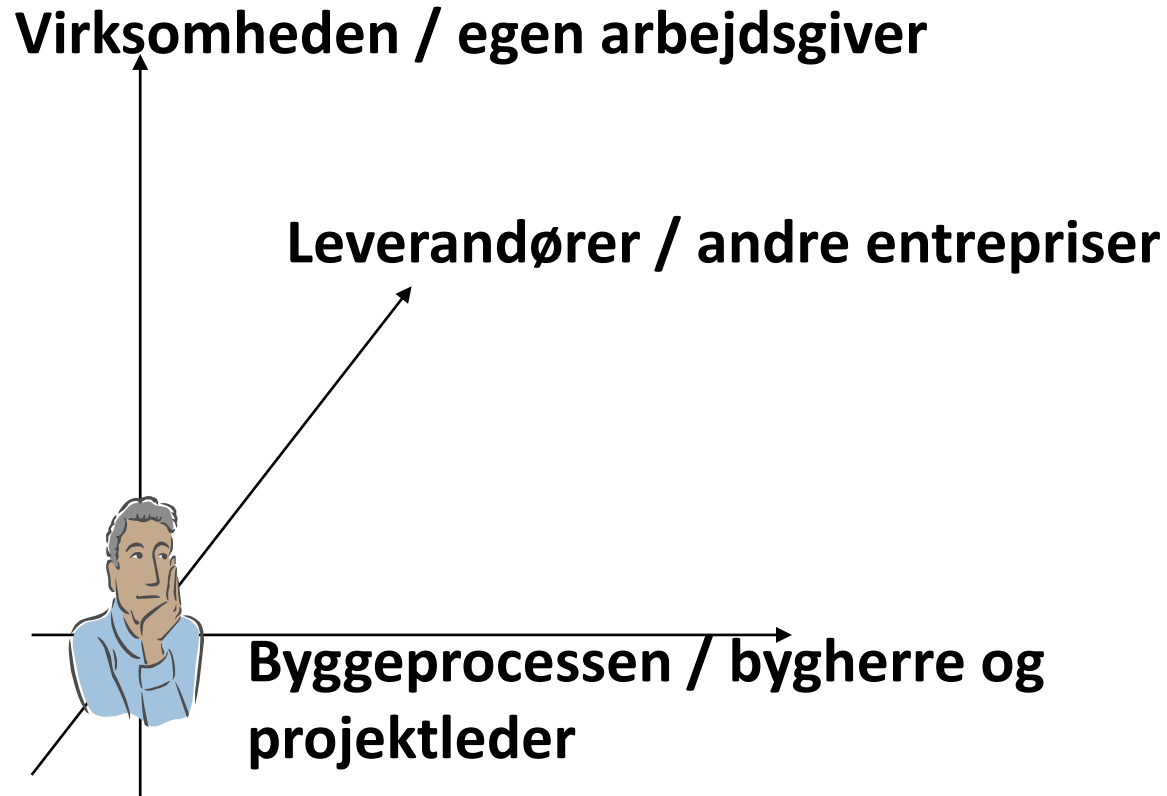 Virksomheden / egen arbejdsgiver
Leverandører / andre entrepriser
Byggeprocessen / bygherre og
projektleder